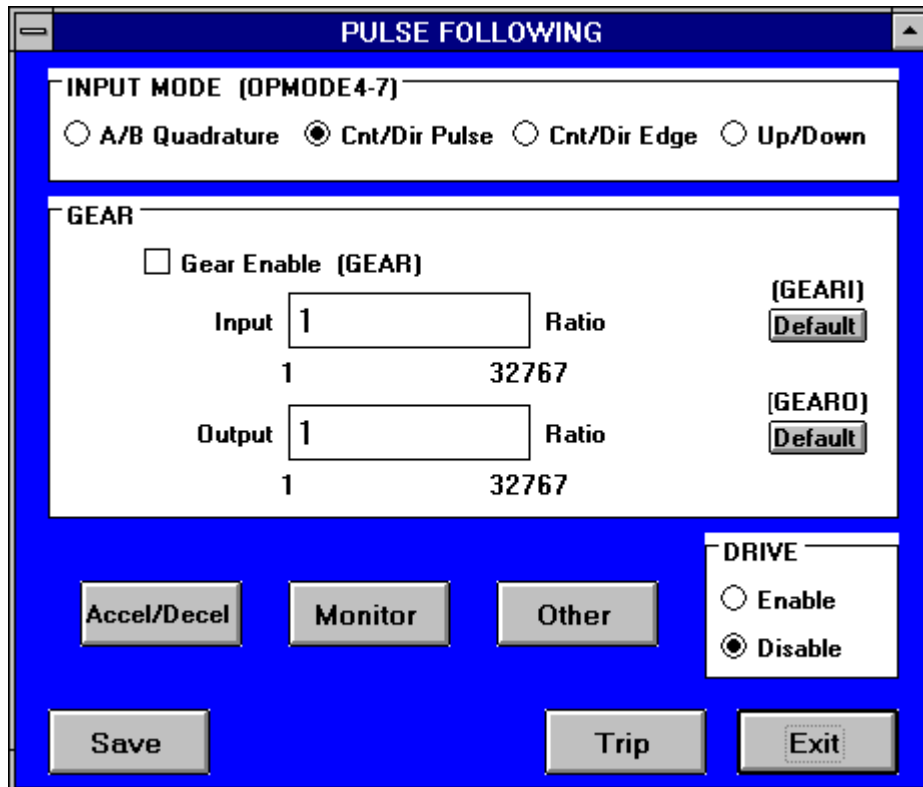 PULSE FOLLOWING
INPUT MODE (OPMODE4-7)
A/B Quadrature Cnt/Dir Pulse Cnt/Dir Edge Up/Down
GEAR
Gear Enable (GEAR)
(GEARI)
Input 1 Ratio Default
1 32767
(GEARO)
Output 1 Ratio Default
1 32767
DRIVE
Accel/Decel Monitor Other Enable
Disable
Save Trip Exit